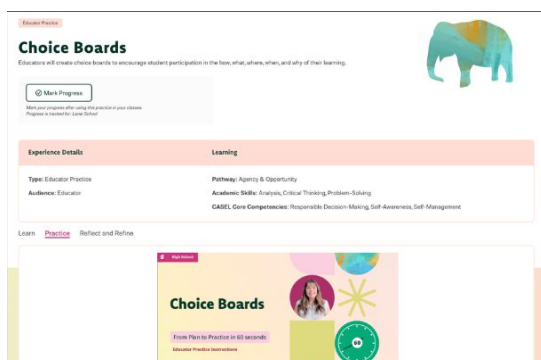 Educator Practice
Choice Boards
Educators will create choice boards to encourage student participation in the how, what, where, when, and why of their learning.
Mark Progress
Mark your progress after using this practice in your classes.
Progress is tracked for: Lane School
Experience Details
Learning
Type: Educator Practice
Pathway: Agency & Opportunity
Audience: Educator
Academic Skills: Analysis, Critical Thinking, Problem-Solving
CASEL Core Competencies: Responsible Decision-Making, Self-Awareness, Self-Management
Learn Practice Reflect and Refine
High School
Choice Boards
From Plan to Practice in 60 seconds
Educator Practice Instructions
60